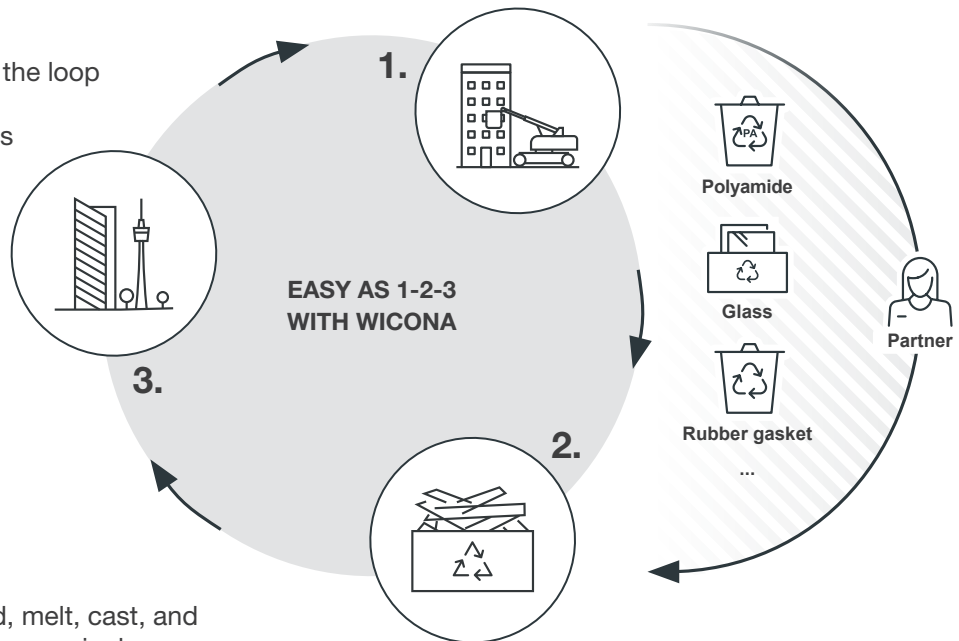 the loop
s
1.
EASY AS 1-2-3
WITH WICONA
3.
2.
PA
Polyamide
Glass
Rubber gasket
...
Partner
d, melt, cast, and